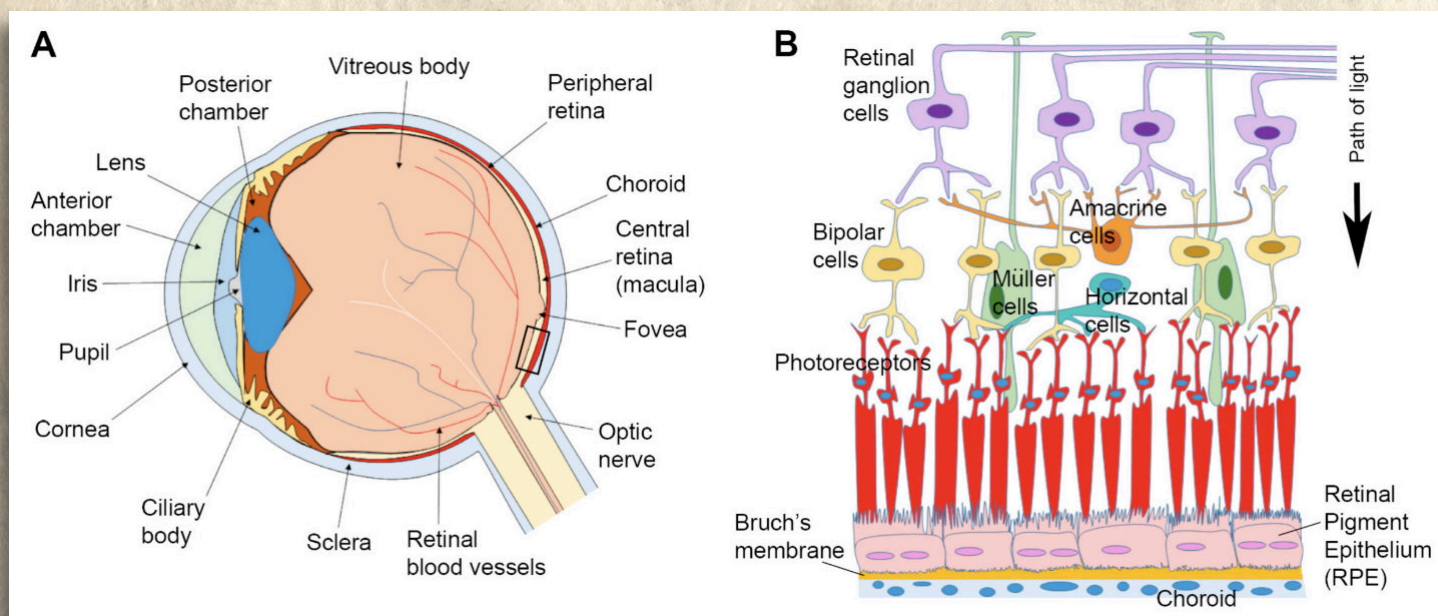 A
Vitreous body
Posterior
chamber
Peripheral
retina
Lens
Choroid
Anterior
chamber
Central
retina
(macula)
Iris
Fovea
Pupil
Cornea
Optic
nerve
Ciliary
body
Sclera
Retinal
blood vessels
B
Retinal
ganglion
cells
Path of light
Amacrine
cells
Bipolar
cells
Müller
cells
Horizontal
cells
Photoreceptors
Bruch's
membrane
Retinal
Pigment
Epithelium
(RPE)
Choroid